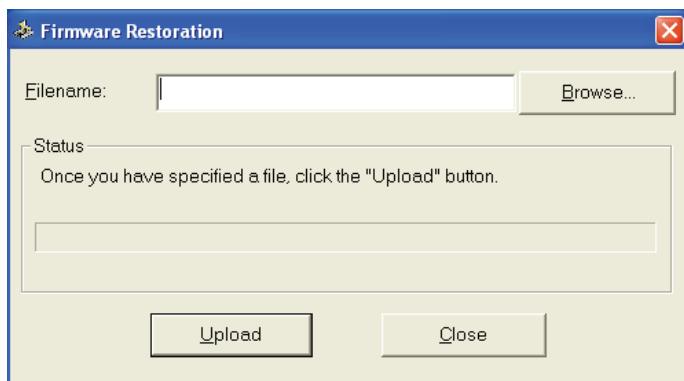 Firmware Restoration
Filename:
Browse...
Status
Once you have specified a file, click the "Upload" button.
Upload
Close